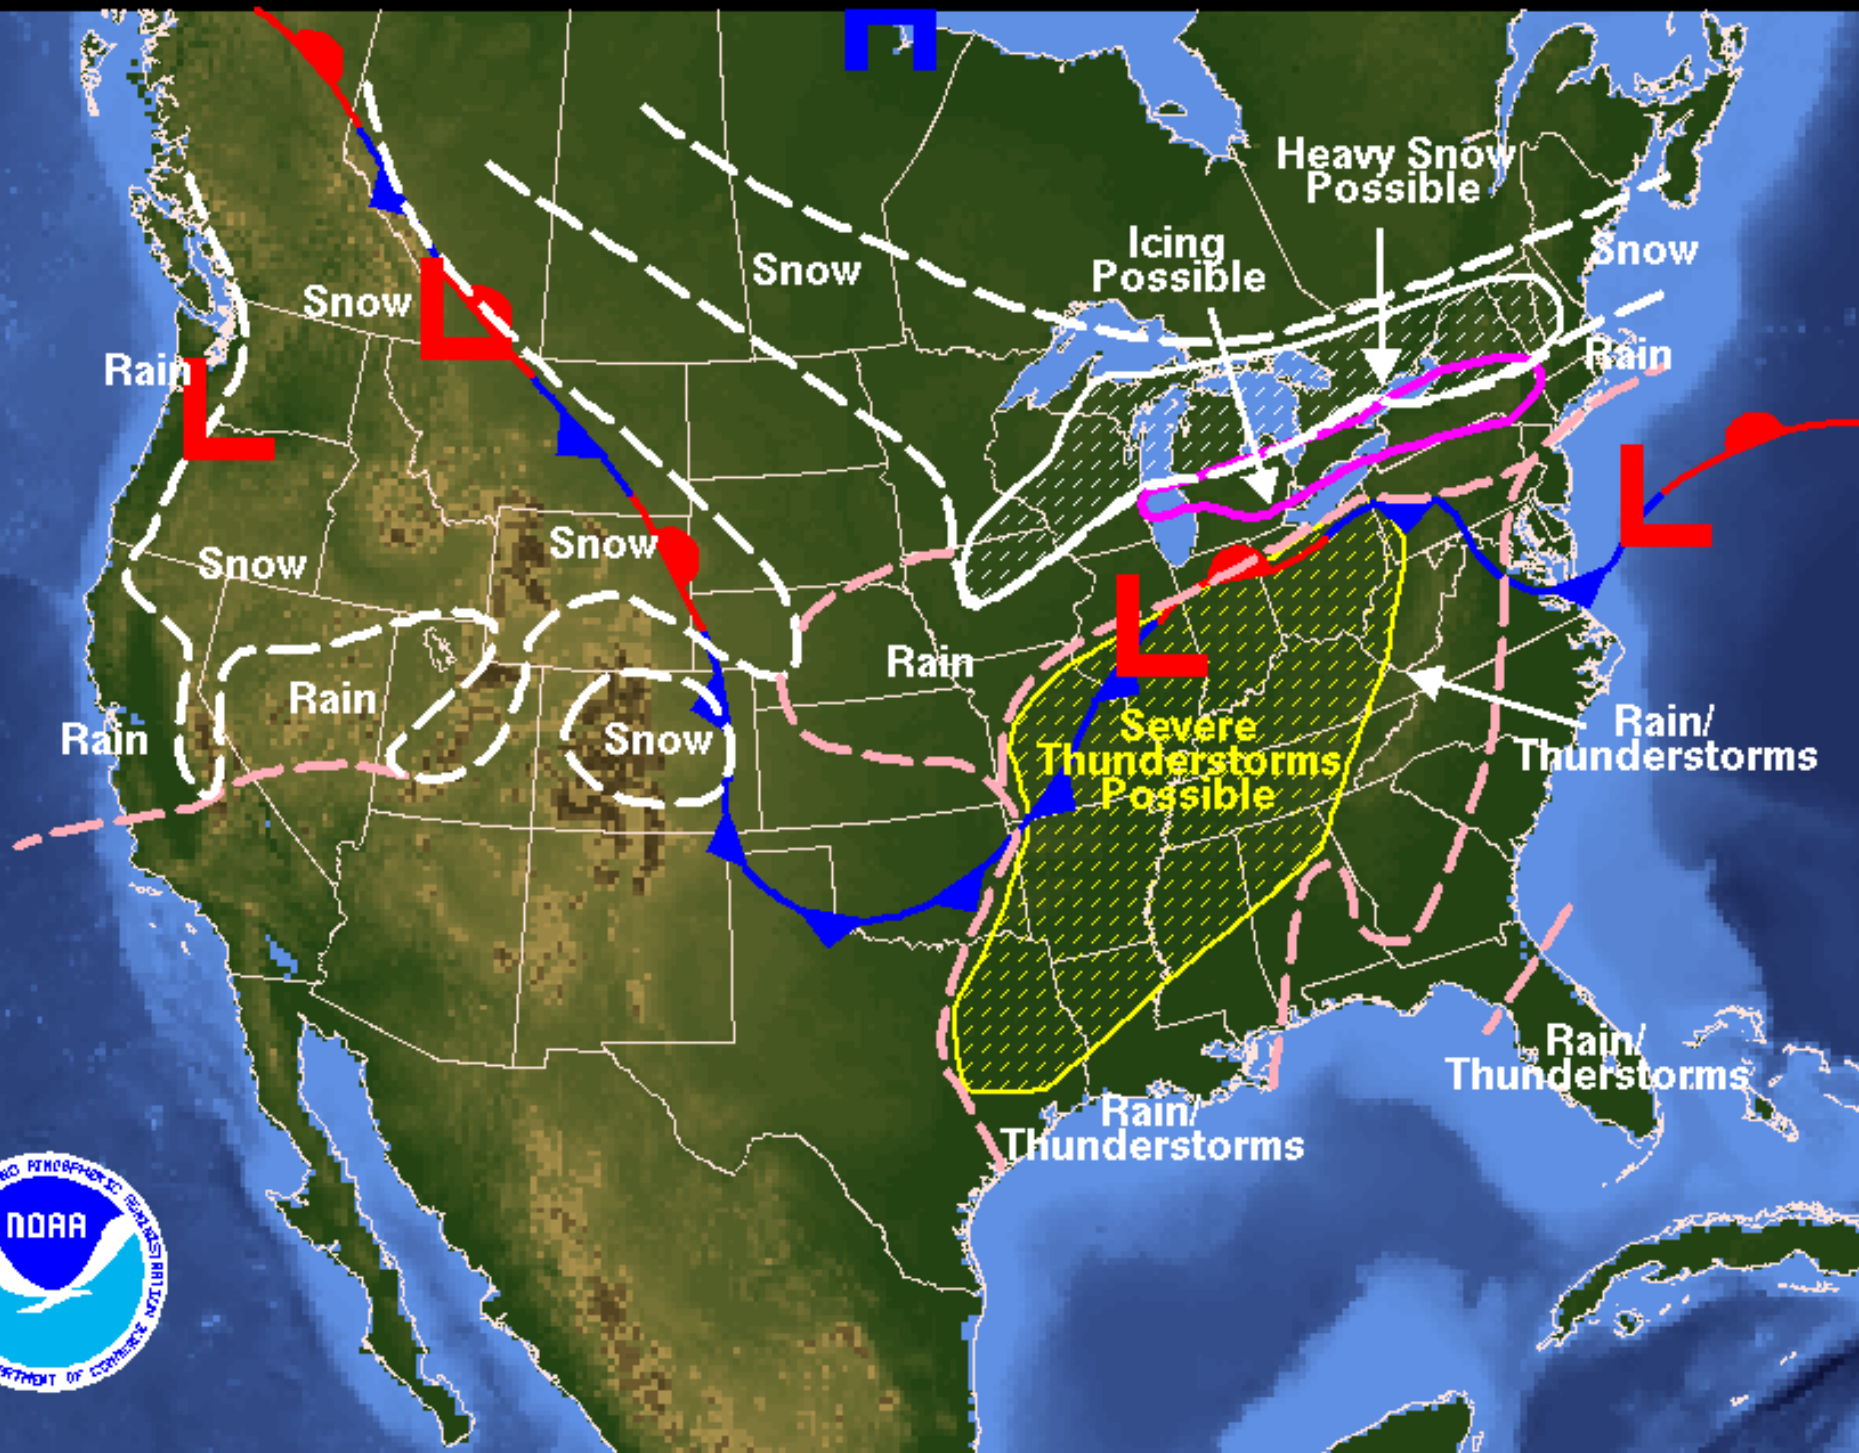 Heavy Snow
Possible
Icing
Possible
Snow
Snow
Snow
Rain
Rain
Snow
Snow
Rain
Rain
Rain
Snow
Severe
Thunderstorms
Possible
Rain/
Thunderstorms
Rain/
Thunderstorms
Rain/
Thunderstorms
L
L
L
L
NOAA